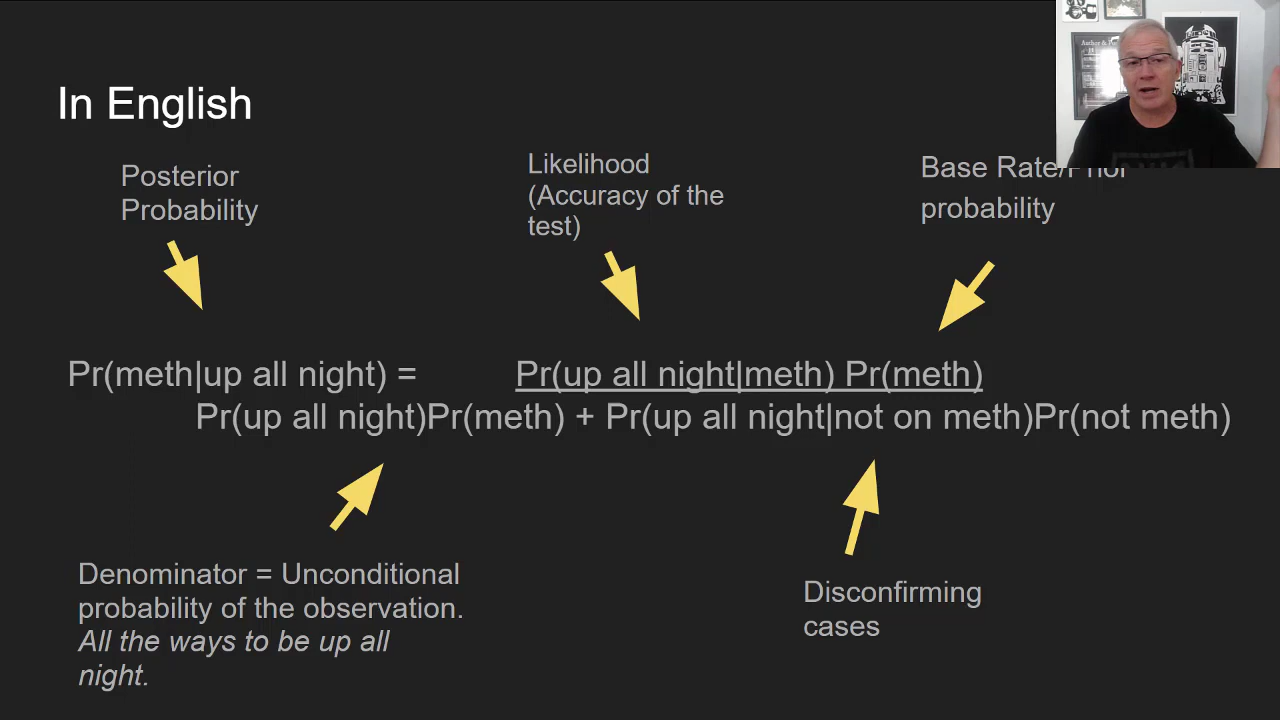 In English
Posterior
Probability
Likelihood
(Accuracy of the
test)
Base Rate/Prior
probability
Pr(meth|up all night) = Pr(up all night|meth) Pr(meth)
Pr(up all night)Pr(meth) + Pr(up all night|not on meth)Pr(not meth)
Denominator = Unconditional
probability of the observation.
All the ways to be up all
night.
Disconfirming
cases